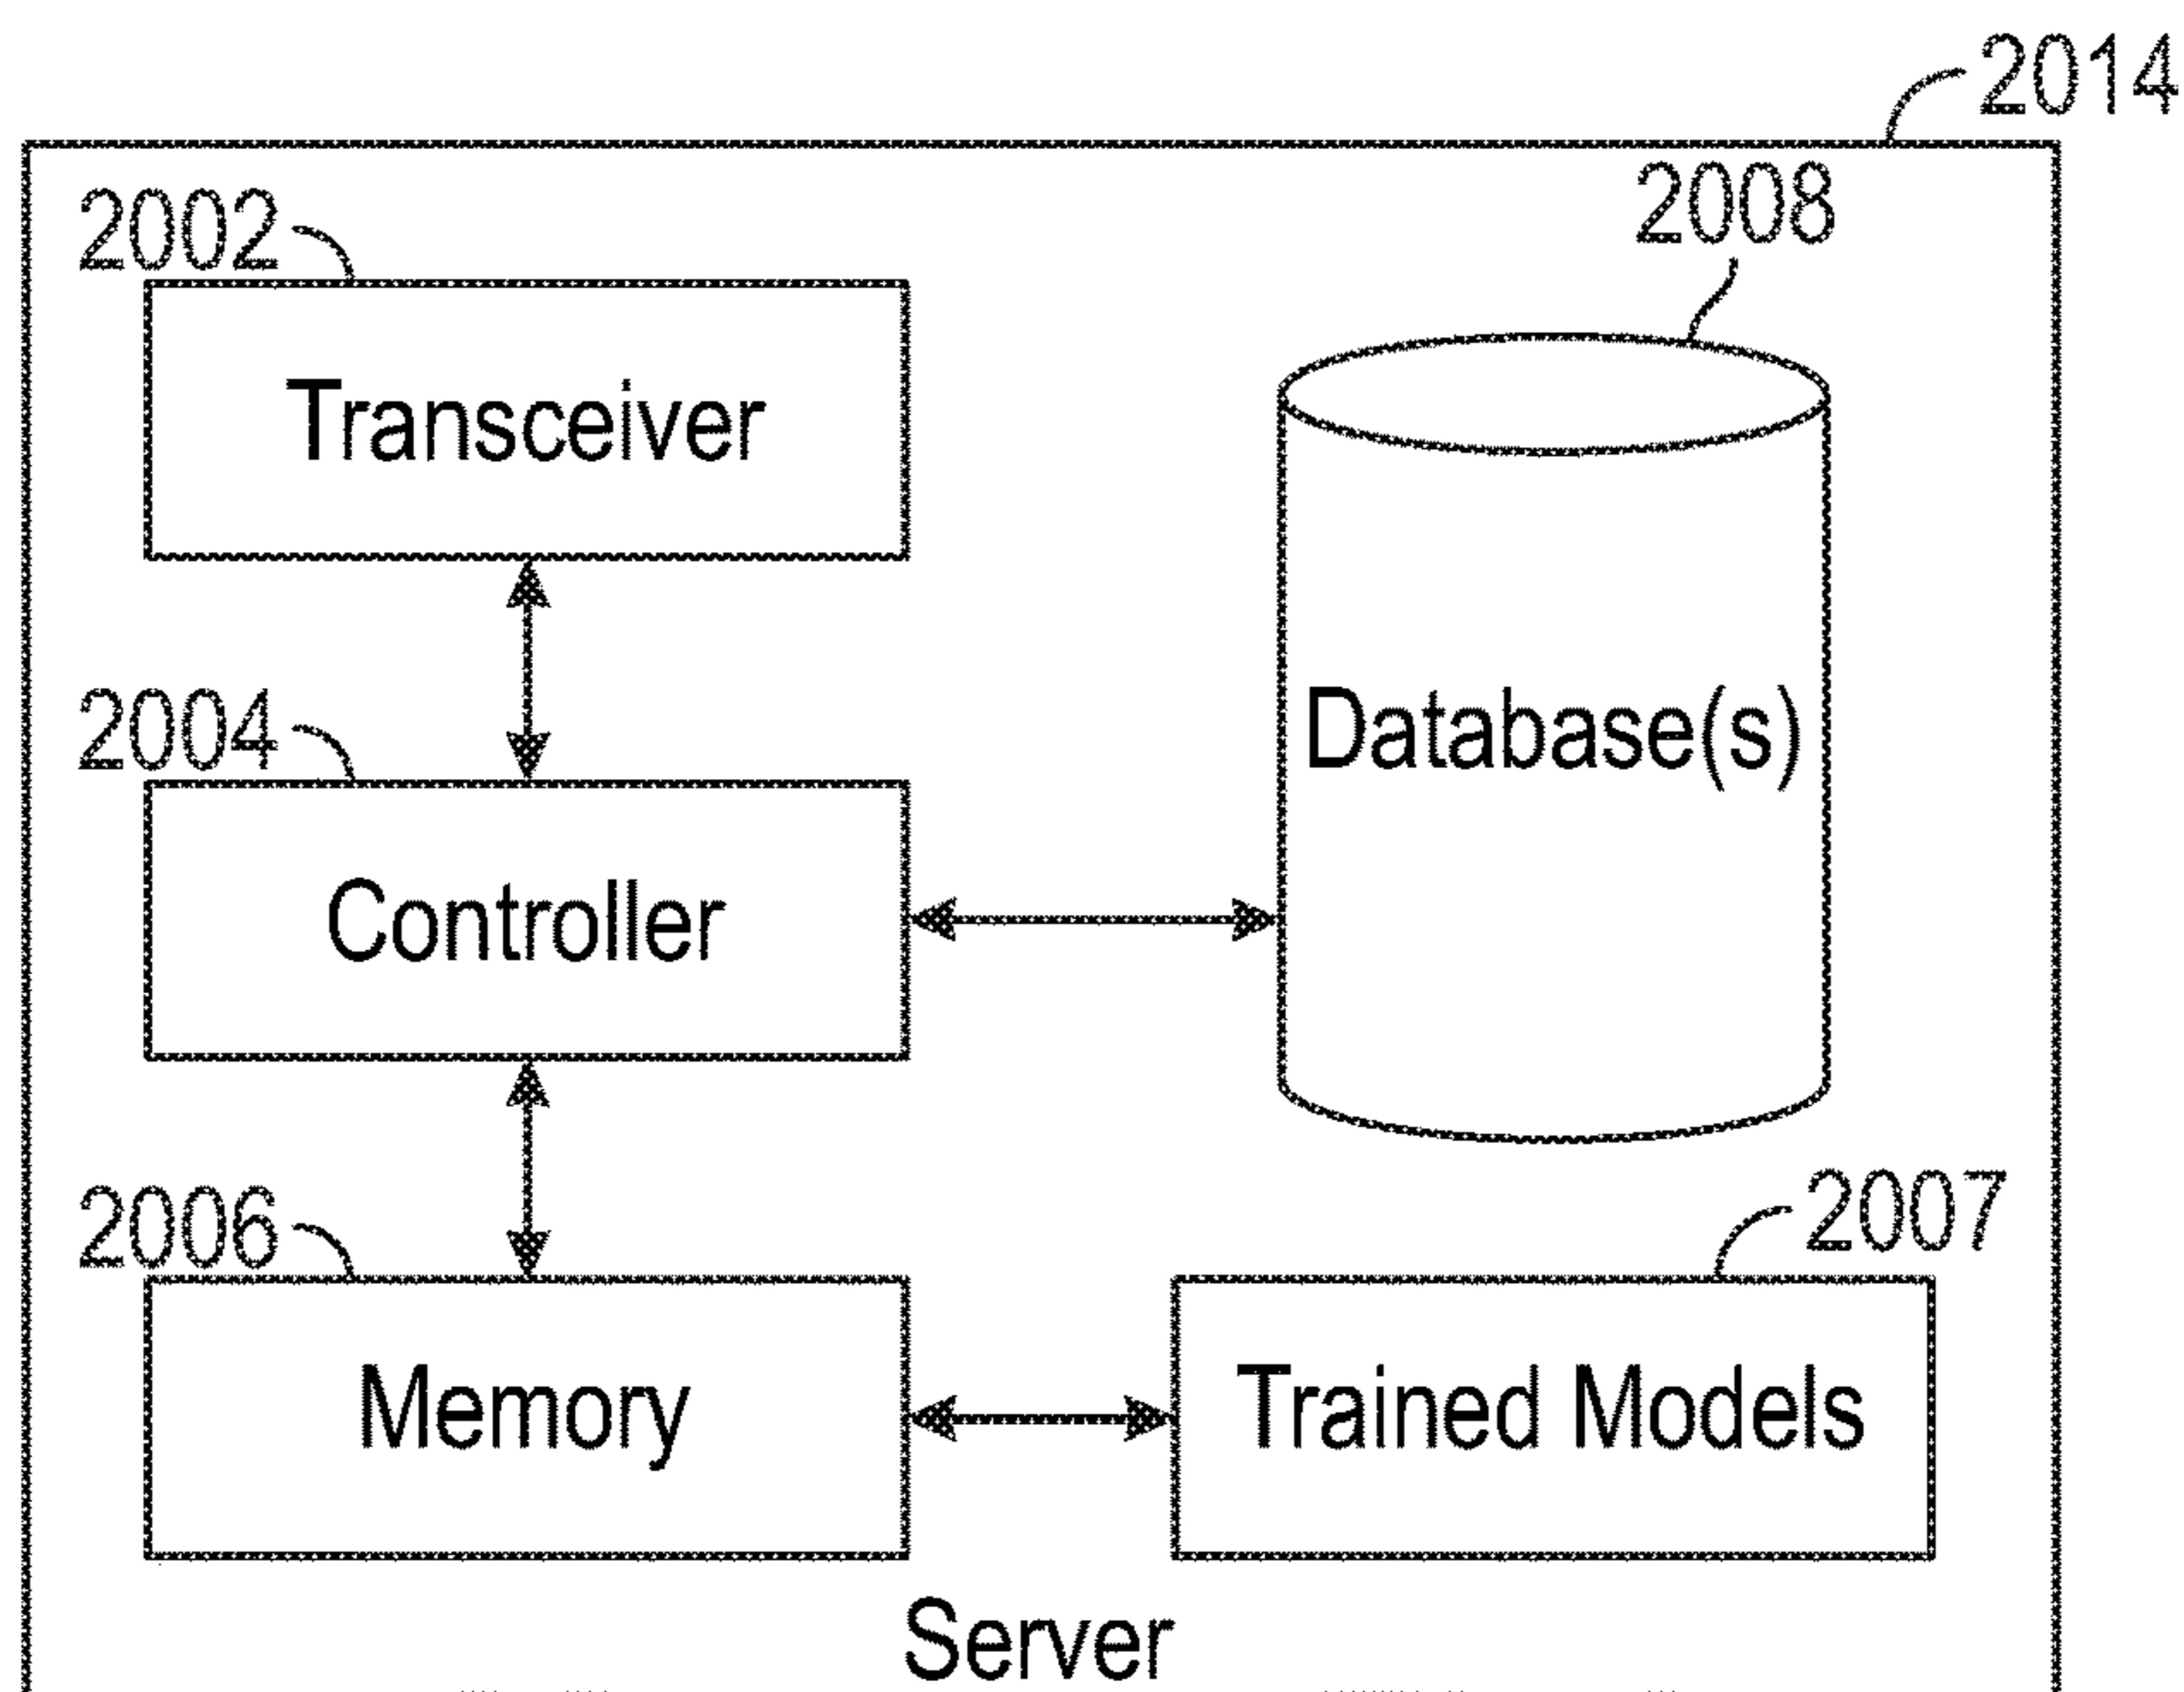 2014
2002
2008
Transceiver
2004
Database(s)
Controller
2006
2007
Memory
Trained Models
Server